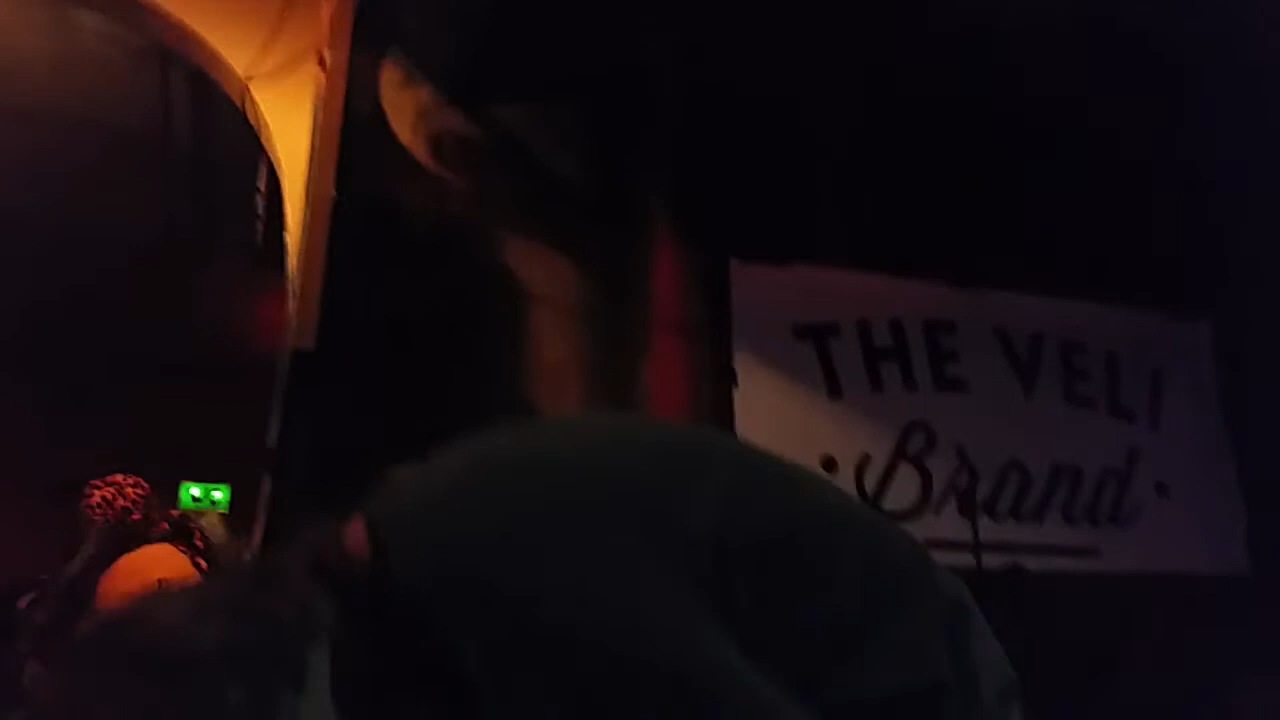 THE VELI
• Brand •